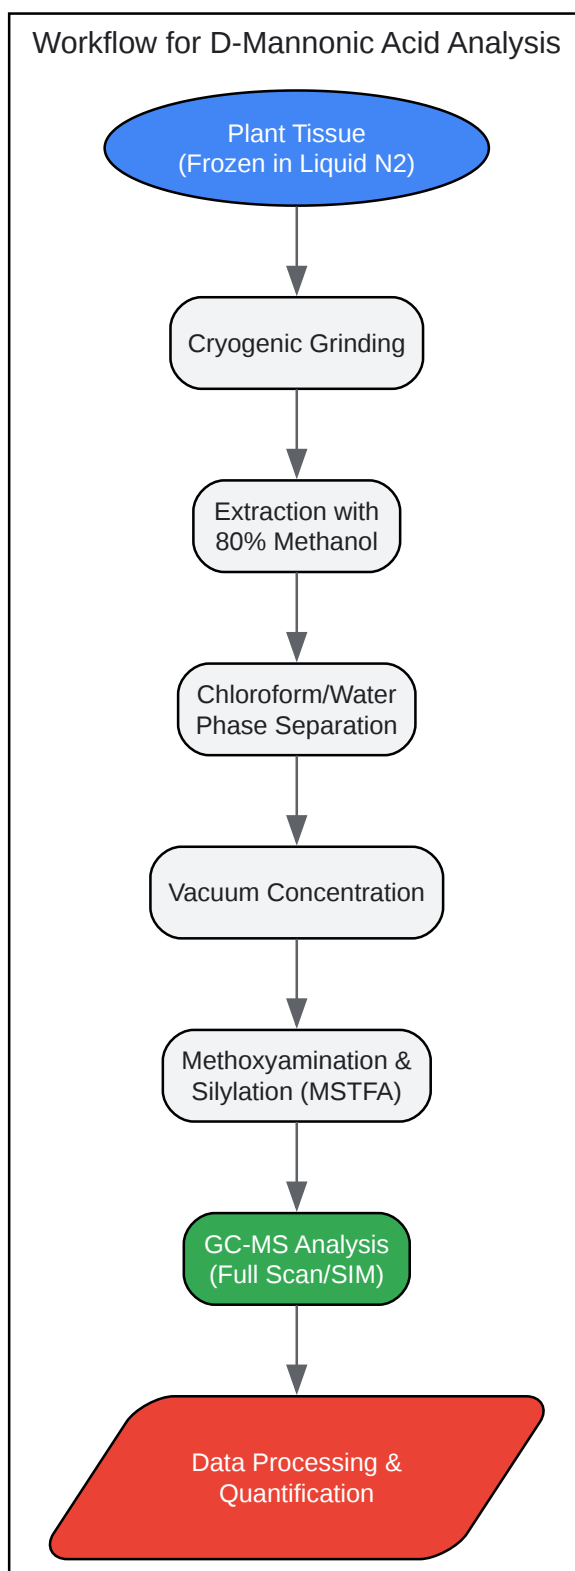 Workflow for D-Mannonic Acid Analysis
Plant Tissue
(Frozen in Liquid N2)
Cryogenic Grinding
Extraction with
80% Methanol
Chloroform/Water
Phase Separation
Vacuum Concentration
Methoxyamination &
Silylation (MSTFA)
GC-MS Analysis
(Full Scan/SIM)
Data Processing &
Quantification